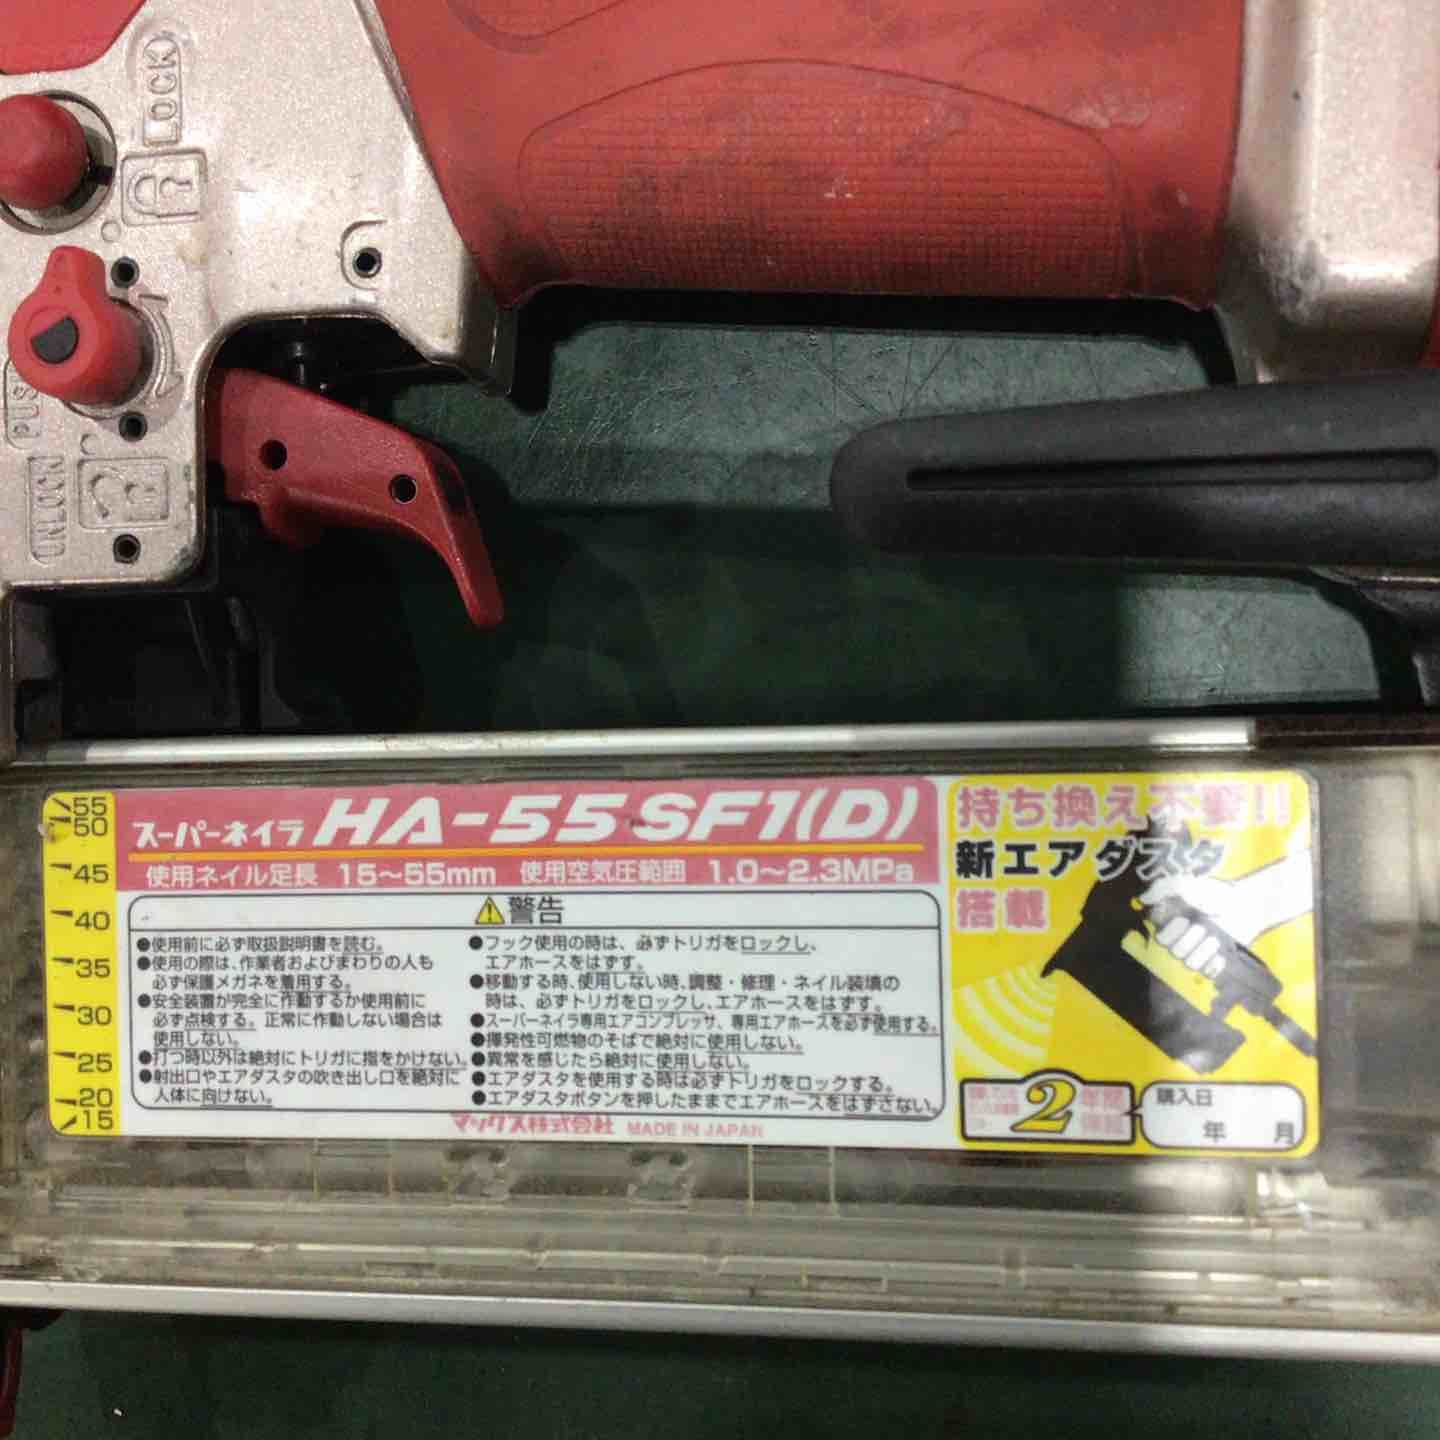 LOCK
PUS
UNLOCK
55
50
45
40
35
30
25
20
15
スーパーネイラ HA-55 SF1(D)
使用ネイル足長 15～55mm 使用空気圧範囲 1.0～2.3MPa
警告
●使用前に必ず取扱説明書を読む。
●使用の際は、作業者およびまわりの人も
必ず保護メガネを着用する。
●安全装置が完全に作動するか使用前に
必ず点検する。正常に作動しない場合は
使用しない。
●打つ時以外は絶対にトリガに指をかけない。
●射出口やエアダスタの吹き出し口を絶対に
人体に向けない。
●フック使用の時は、必ずトリガをロックし、
エアホースをはずす。
●移動する時、使用しない時、調整・修理・ネイル装填の
時は、必ずトリガをロックし、エアホースをはずす。
●スーパーネイラ専用エアコンプレッサ、専用エアホースを必ず使用する。
●揮発性可燃物のそばで絶対に使用しない。
●異常を感じたら絶対に使用しない。
●エアダスタを使用する時は必ずトリガをロックする。
●エアダスタボタンを押したままでエアホースをはずさない。
マックス株式会社 MADE IN JAPAN
持ち換え不要!!
新エアダスタ
搭載
2年間
保証
購入日
年 月